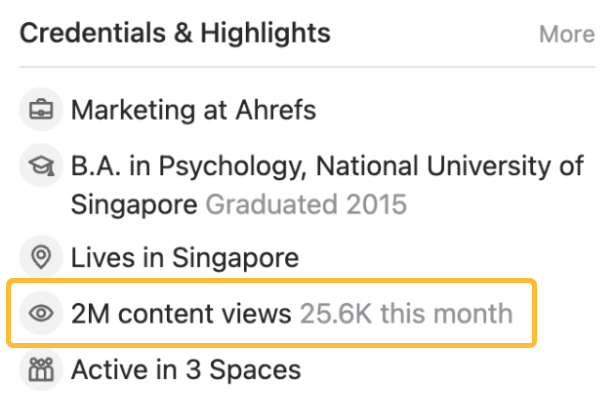 Credentials & Highlights More
Marketing at Ahrefs
B.A. in Psychology, National University of
Singapore Graduated 2015
Lives in Singapore
2M content views 25.6K this month
Active in 3 Spaces